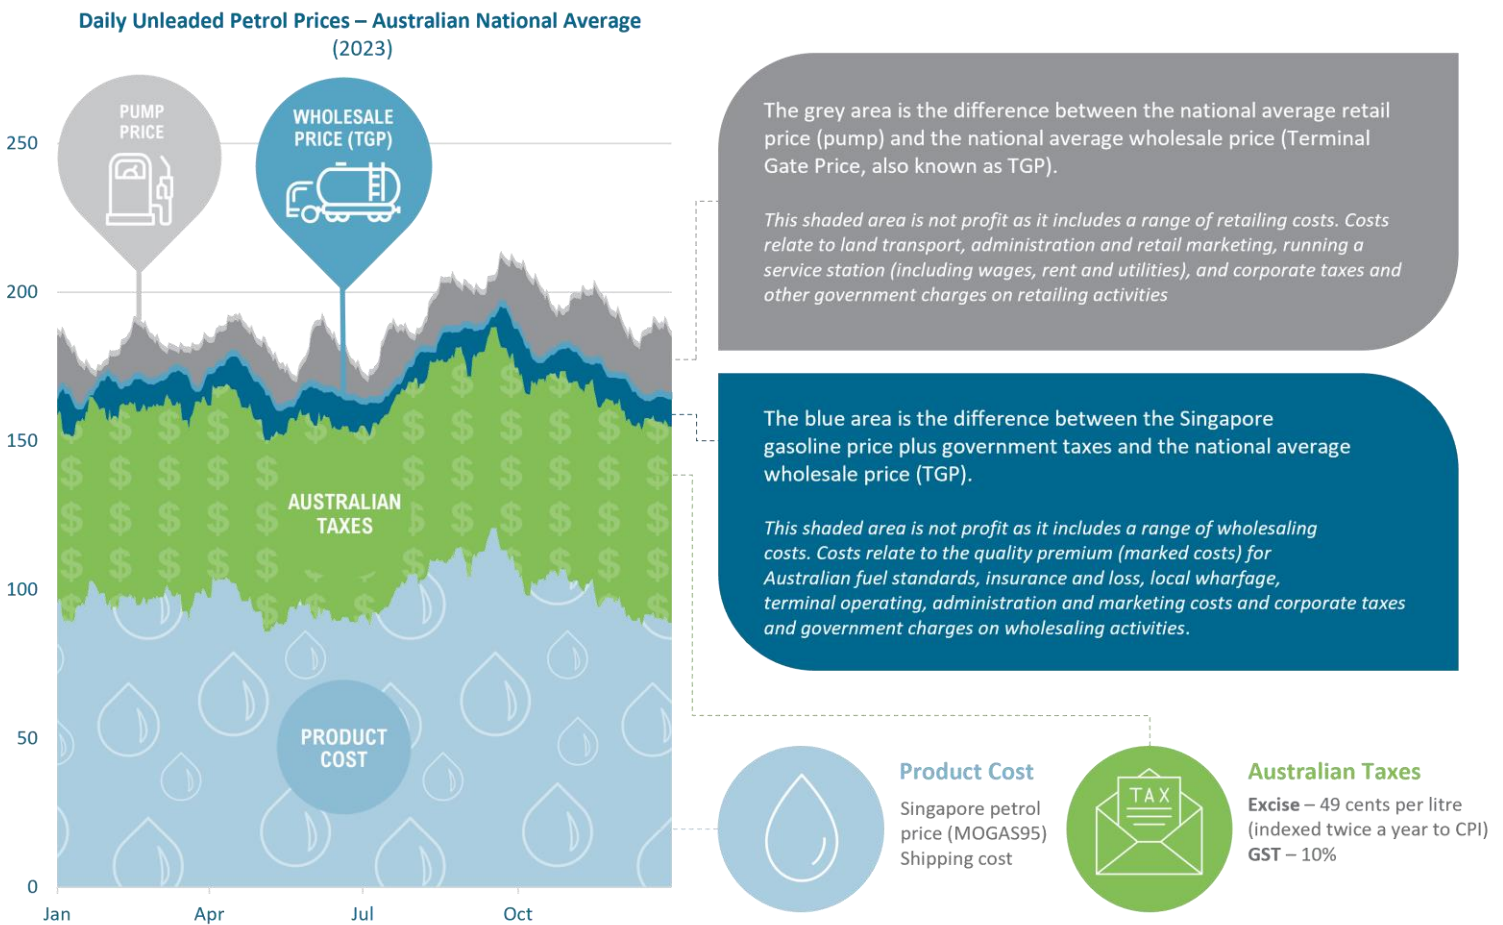 Daily Unleaded Petrol Prices – Australian National Average
(2023)
PUMP
PRICE
WHOLESALE
PRICE (TGP)
250
200
150
100
50
0
Jan
Apr
Jul
Oct
AUSTRALIAN
TAXES
PRODUCT
COST
The grey area is the difference between the national average retail
price (pump) and the national average wholesale price (Terminal
Gate Price, also known as TGP).
This shaded area is not profit as it includes a range of retailing costs. Costs
relate to land transport, administration and retail marketing, running a
service station (including wages, rent and utilities), and corporate taxes and
other government charges on retailing activities
The blue area is the difference between the Singapore
gasoline price plus government taxes and the national average
wholesale price (TGP).
This shaded area is not profit as it includes a range of wholesaling
costs. Costs relate to the quality premium (marked costs) for
Australian fuel standards, insurance and loss, local wharfage,
terminal operating, administration and marketing costs and corporate taxes
and government charges on wholesaling activities.
Product Cost
Singapore petrol
price (MOGAS95)
Shipping cost
TAX
Australian Taxes
Excise – 49 cents per litre
(indexed twice a year to CPI)
GST – 10%